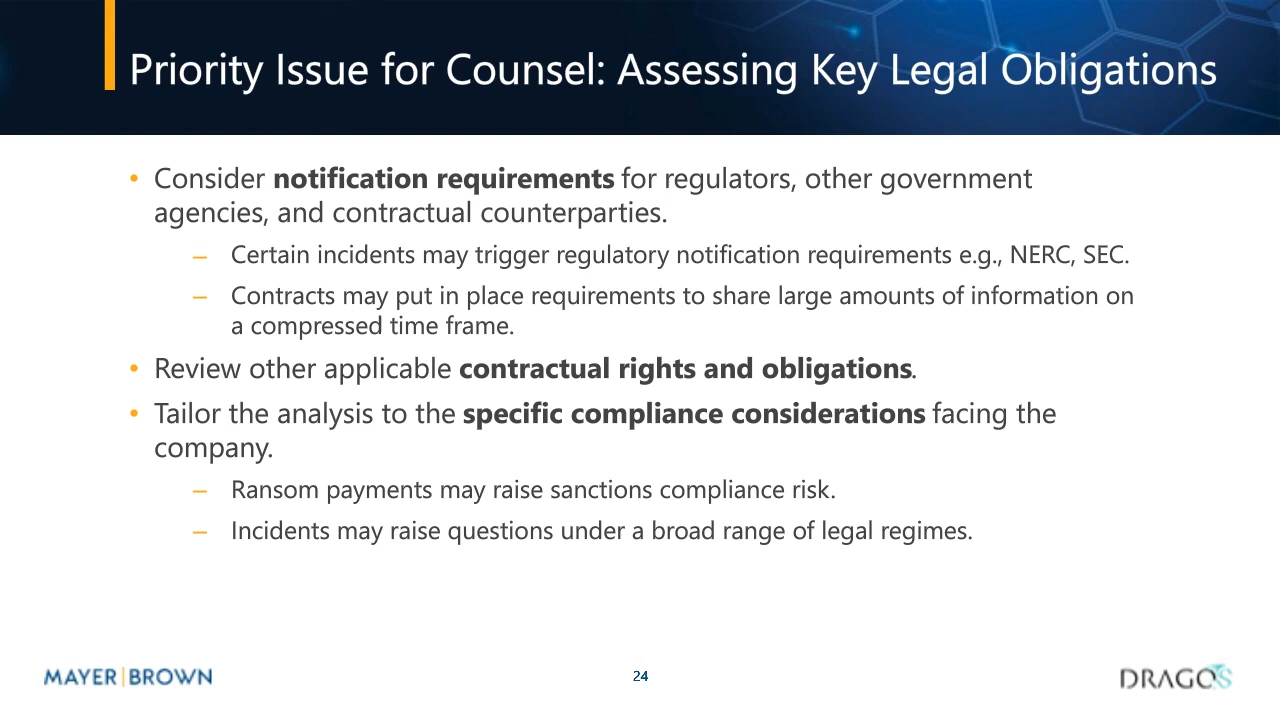 Priority Issue for Counsel: Assessing Key Legal Obligations
• Consider notification requirements for regulators, other government
agencies, and contractual counterparties.
– Certain incidents may trigger regulatory notification requirements e.g., NERC, SEC.
– Contracts may put in place requirements to share large amounts of information on
a compressed time frame.
• Review other applicable contractual rights and obligations.
• Tailor the analysis to the specific compliance considerations facing the
company.
– Ransom payments may raise sanctions compliance risk.
– Incidents may raise questions under a broad range of legal regimes.
MAYER|BROWN
24
DRAGOS